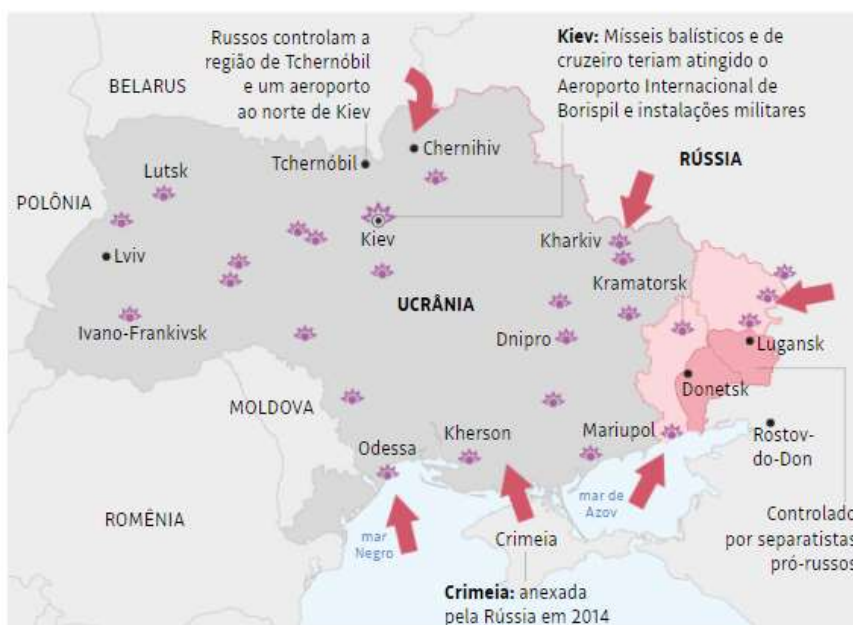 Russos controlam a
região de Tchernóbil
e um aeroporto
ao norte de Kiev
Kiev: Mísseis balísticos e de
cruzeiro teriam atingido o
Aeroporto Internacional de
Borispil e instalações militares
BELARUS
Chernihiv
Tchernóbil
RÚSSIA
Lutsk
POLÔNIA
Kiev
Kharkiv
Lviv
Kramatorsk
UCRÂNIA
Ivano-Frankivsk
Dnipro
Lugansk
Donetsk
MOLDOVA
Kherson
Mariupol
Rostov-
do-Don
Odessa
mar de
Azov
ROMÊNIA
mar
Negro
Crimeia
Controlado
por separatistas
pró-russos
Crimeia: anexada
pela Rússia em 2014